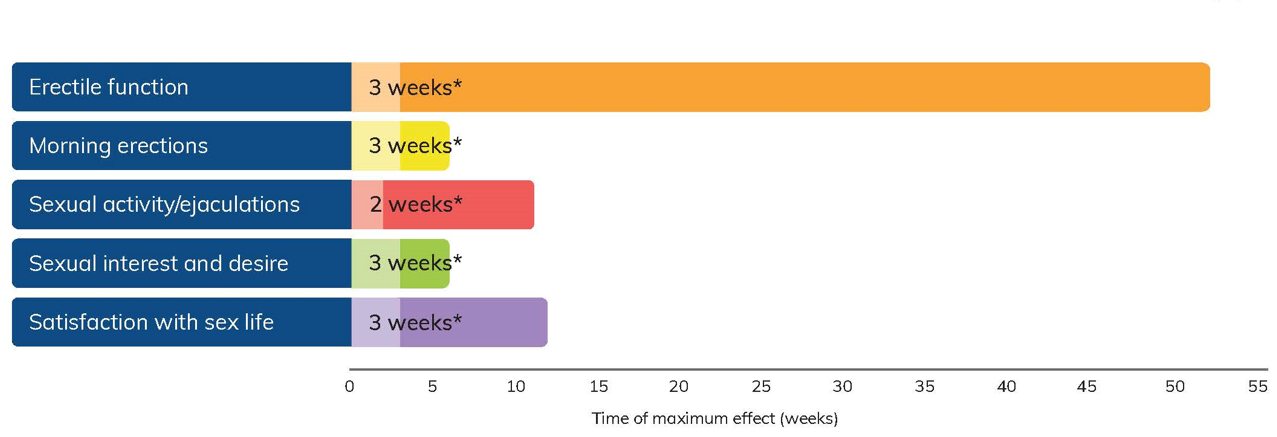 Erectile function 3 weeks*
Morning erections 3 weeks*
Sexual activity/ejaculations 2 weeks*
Sexual interest and desire 3 weeks*
Satisfaction with sex life 3 weeks*
0 5 10 15 20 25 30 35 40 45 50 55
Time of maximum effect (weeks)